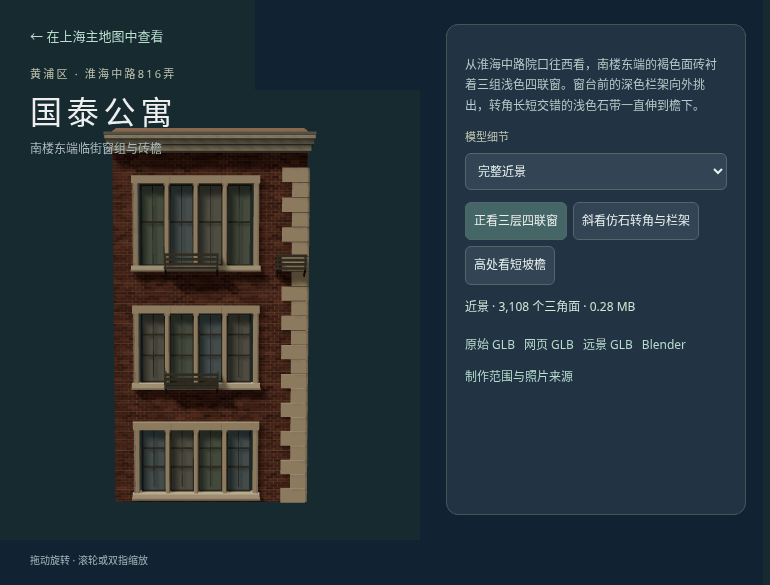 ← 在上海主地图中查看
黄浦区 · 淮海中路816弄
国泰公寓
南楼东端临街窗组与砖檐
从淮海中路院口往西看，南楼东端的褐色面砖衬
着三组浅色四联窗。窗台前的深色栏架向外挑
出，转角长短交错的浅色石带一直伸到檐下。
模型细节
完整近景
正看三层四联窗
斜看仿石转角与栏架
高处看短坡檐
近景 · 3,108 个三角面 · 0.28 MB
原始 GLB 网页 GLB 远景 GLB Blender
制作范围与照片来源
拖动旋转 · 滚轮或双指缩放